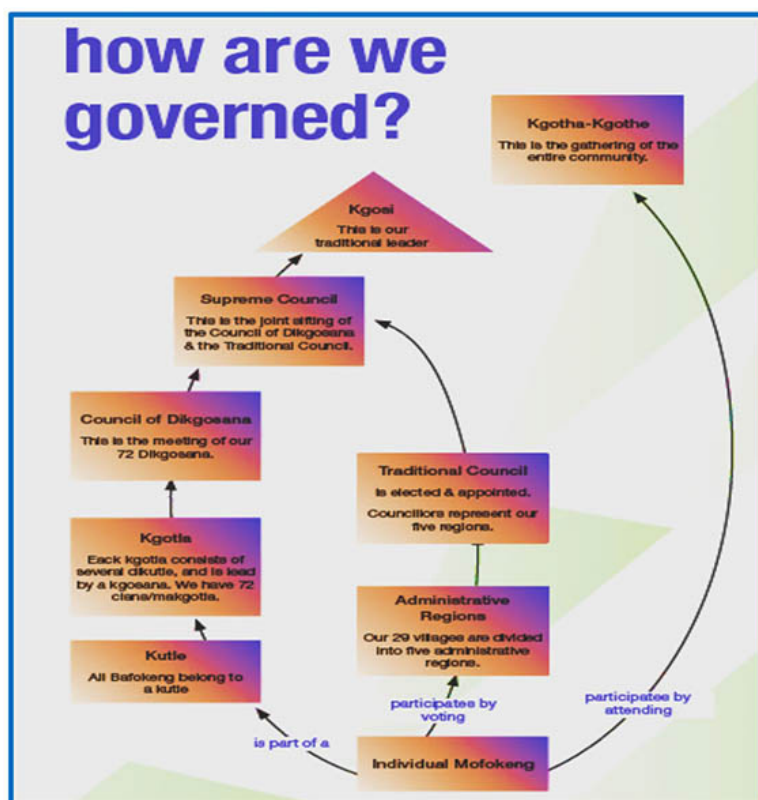 how are we
governed?
Kgotha-Kgothe
This is the gathering of the
entire community.
Kgosi
This is our
traditional leader
Supreme Council
This is the joint sitting of
the Council of Dikgosana
& the Traditional Council.
Council of Dikgosana
This is the meeting of our
72 Dikgosana.
Traditional Council
is elected & appointed.
Councillors represent our
five regions.
Kgotla
Eack kgotla consists of
several dikutle, and is lead
by a kgosana. We have 72
clans/makgotla.
Administrative
Regions
Our 29 villages are divided
into five administrative
regions.
Kutle
All Bafokeng belong to
a kutle
participates by
voting
participates by
attending
is part of a
Individual Mofokeng